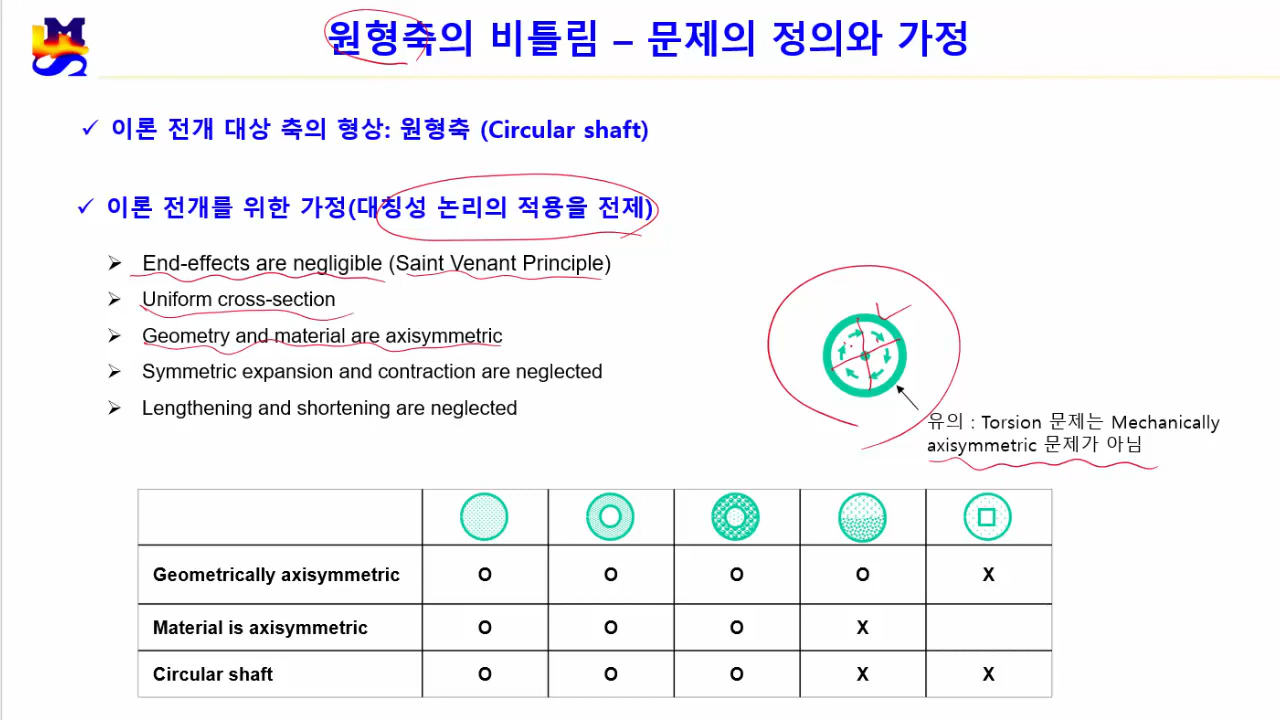 원형축의 비틀림 – 문제의 정의와 가정
✓ 이론 전개 대상 축의 형상: 원형축 (Circular shaft)
✓ 이론 전개를 위한 가정(대칭성 논리의 적용을 전제)
➢ End-effects are negligible (Saint Venant Principle)
➢ Uniform cross-section
➢ Geometry and material are axisymmetric
➢ Symmetric expansion and contraction are neglected
➢ Lengthening and shortening are neglected
유의 : Torsion 문제는 Mechanically
axisymmetric 문제가 아님
Geometrically axisymmetric O O O O X
Material is axisymmetric O O O X
Circular shaft O O O X X